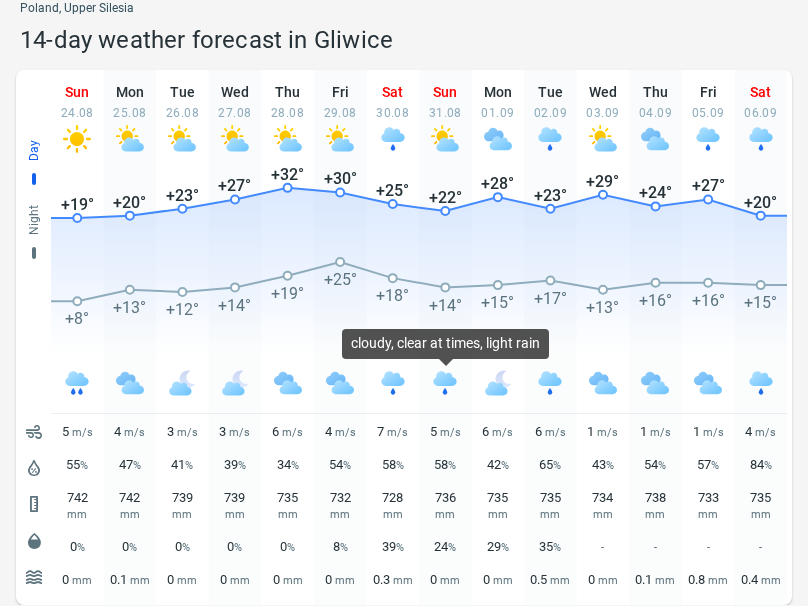 Poland, Upper Silesia
14-day weather forecast in Gliwice
Sun Mon Tue Wed Thu Fri Sat Sun Mon Tue Wed Thu Fri Sat
24.08 25.08 26.08 27.08 28.08 29.08 30.08 31.08 01.09 02.09 03.09 04.09 05.09 06.09
Day
+19° +20° +23° +27° +32° +30° +25° +22° +28° +23° +29° +24° +27° +20°
Night
+8° +13° +12° +14° +19° +25° +18° +14° +15° +17° +13° +16° +16° +15°
cloudy, clear at times, light rain
5 m/s 4 m/s 3 m/s 3 m/s 6 m/s 4 m/s 7 m/s 5 m/s 6 m/s 6 m/s 1 m/s 1 m/s 1 m/s 4 m/s
55% 47% 41% 39% 34% 54% 58% 58% 42% 65% 43% 54% 57% 84%
742 742 739 739 735 732 728 736 735 735 734 738 733 735
mm mm mm mm mm mm mm mm mm mm mm mm mm mm
0% 0% 0% 0% 0% 8% 39% 24% 29% 35% - - - -
0 mm 0.1 mm 0 mm 0 mm 0 mm 0 mm 0.3 mm 0 mm 0 mm 0.5 mm 0 mm 0.1 mm 0.8 mm 0.4 mm